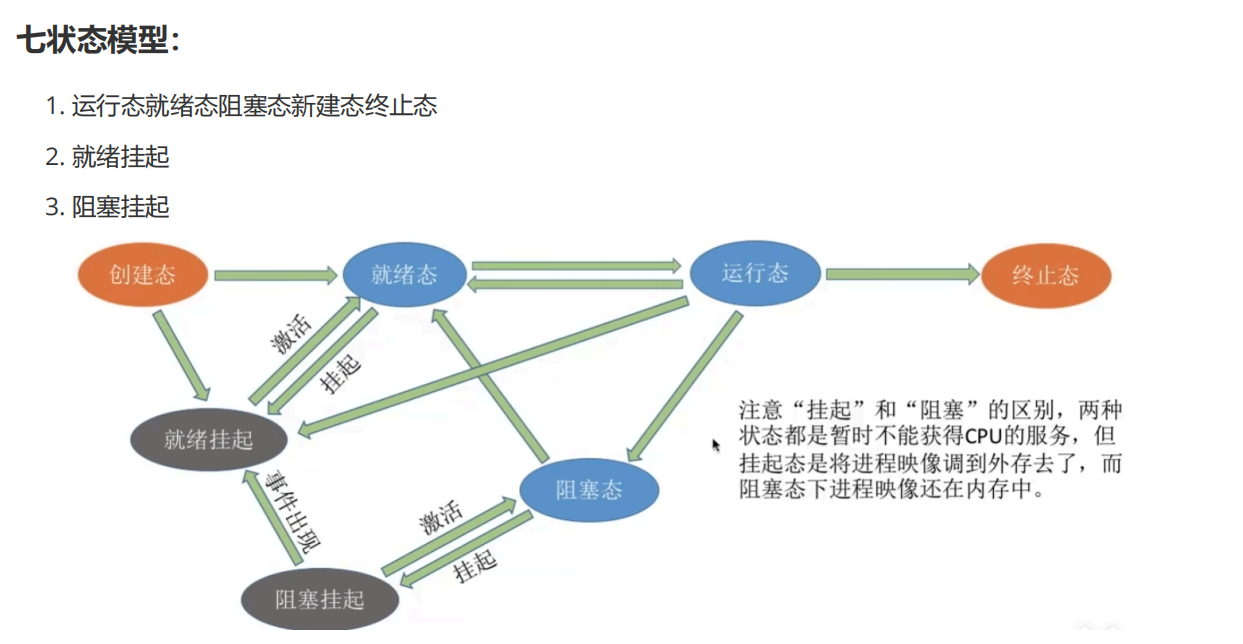 七状态模型：
1. 运行态就绪态阻塞态新建态终止态
2. 就绪挂起
3. 阻塞挂起
创建态
就绪态
运行态
终止态
激活
挂起
就绪挂起
注意“挂起”和“阻塞”的区别，两种
状态都是暂时不能获得CPU的服务，但
挂起态是将进程映像调到外存去了，而
阻塞态下进程映像还在内存中。
事件出现
阻塞态
激活
挂起
阻塞挂起